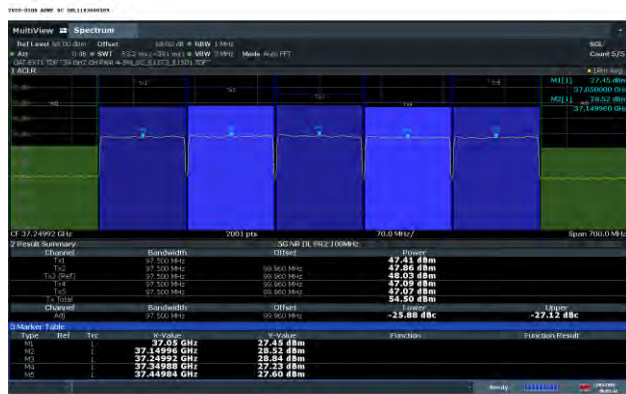 MultiView Spectrum
Ref Level 68.00 dBm Offset 68.00 dB RBW 1 MHz SGL
Att 0 dB SWT VBW 3 MHz Mode Auto FFT Count 5/5
1 ACLR 1Rm Avg
M1[1] 27.45 dBm
37.050000 GHz
M2[1] 28.52 dBm
37.149960 GHz
CF 37.24992 GHz 2001 pts 70.0 MHz/ Span 700.0 MHz
2 Result Summary 5G NR DL FR2 100MHz
Channel Bandwidth Offset Power
Tx1 97.500 MHz 47.41 dBm
Tx2 97.500 MHz 99.960 MHz 47.86 dBm
Tx3 (Ref) 97.500 MHz 99.960 MHz 48.03 dBm
Tx4 97.500 MHz 99.960 MHz 47.09 dBm
Tx5 97.500 MHz 99.960 MHz 47.07 dBm
Tx Total 54.50 dBm
Channel Bandwidth Offset Lower Upper
Adj 97.500 MHz 99.960 MHz -25.88 dBc -27.12 dBc
3 Marker Table
Type Ref Trc X-Value Y-Value Function Function Result
M1 1 37.05 GHz 27.45 dBm
M2 1 37.14996 GHz 28.52 dBm
M3 1 37.24992 GHz 28.84 dBm
M4 1 37.34988 GHz 27.23 dBm
M5 1 37.44984 GHz 27.60 dBm
Ready